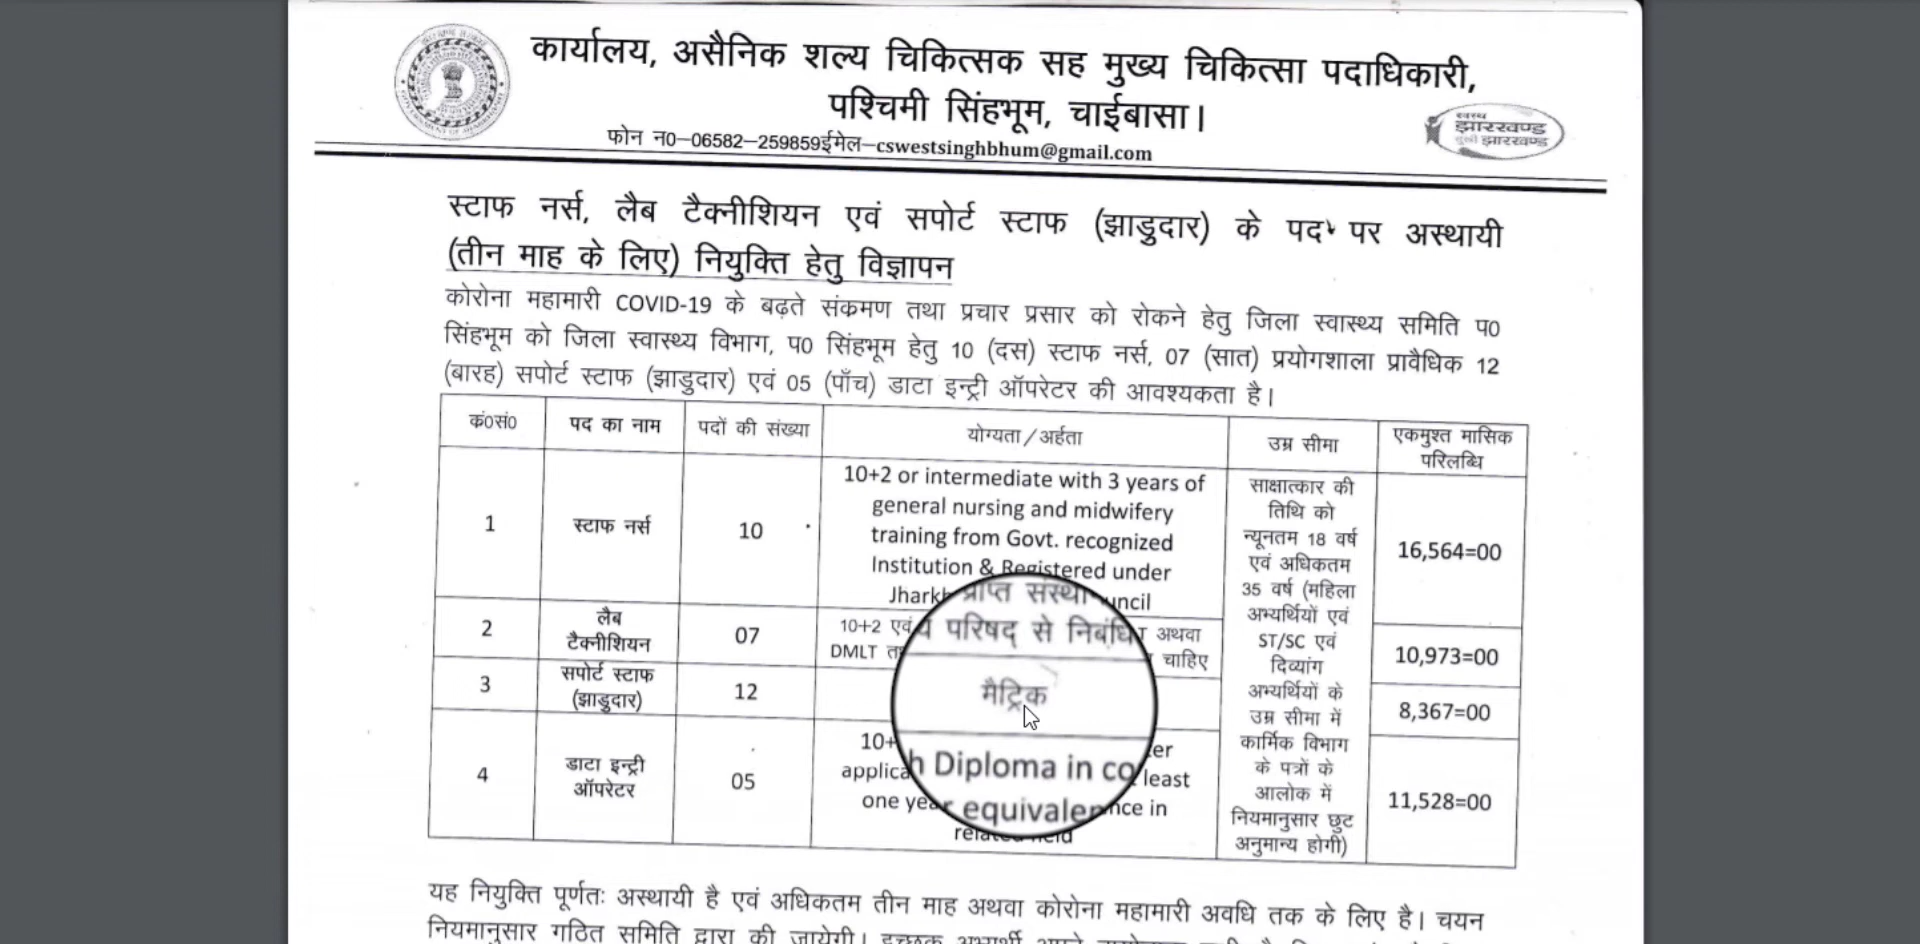 कार्यालय, असैनिक शल्य चिकित्सक सह मुख्य चिकित्सा पदाधिकारी,
पश्चिमी सिंहभूम, चाईबासा।
फोन न0–06582–259859ईमेल–cswestsinghbhum@gmail.com
स्वस्थ
झारखण्ड
सुखी झारखण्ड
स्टाफ नर्स, लैब टैक्नीशियन एवं सपोर्ट स्टाफ (झाडुदार) के पद पर अस्थायी
(तीन माह के लिए) नियुक्ति हेतु विज्ञापन
कोरोना महामारी COVID-19 के बढ़ते संकमण तथा प्रचार प्रसार को रोकने हेतु जिला स्वास्थ्य समिति प0
सिंहभूम को जिला स्वास्थ्य विभाग, प0 सिंहभूम हेतु 10 (दस) स्टाफ नर्स, 07 (सात) प्रयोगशाला प्रावैधिक 12
(बारह) सपोर्ट स्टाफ (झाडुदार) एवं 05 (पाँच) डाटा इन्ट्री ऑपरेटर की आवश्यकता है।
कं0सं0 पद का नाम पदों की संख्या योग्यता/अर्हता उम्र सीमा एकमुश्त मासिक
परिलब्धि
1 स्टाफ नर्स 10
10+2 or intermediate with 3 years of
general nursing and midwifery
training from Govt. recognized
Institution & Registered under
16,564=00
2 लैब
टैक्नीशियन
07
10+2 एवं अथवा
DMLT चाहिए
10,973=00
3 सपोर्ट स्टाफ
(झाडुदार)
12
8,367=00
4 डाटा इन्ट्री
ऑपरेटर
05
least
one
in
11,528=00
प्राप्त संस्था
परिषद् से
मैट्रिक
Diploma in
साक्षात्कार की
तिथि को
न्यूनतम 18 वर्ष
एवं अधिकतम
35 वर्ष (महिला
अभ्यर्थियों एवं
ST/SC एवं
दिव्यांग
अभ्यर्थियों के
उम्र सीमा में
कार्मिक विभाग
के पत्रों के
आलोक में
नियमानुसार छुट
अनुमान्य होगी)
यह नियुक्ति पूर्णतः अस्थायी है एवं अधिकतम तीन माह अथवा कोरोना महामारी अवधि तक के लिए है। चयन
नियमानुसार गठित समिति द्वारा की जायेगी।